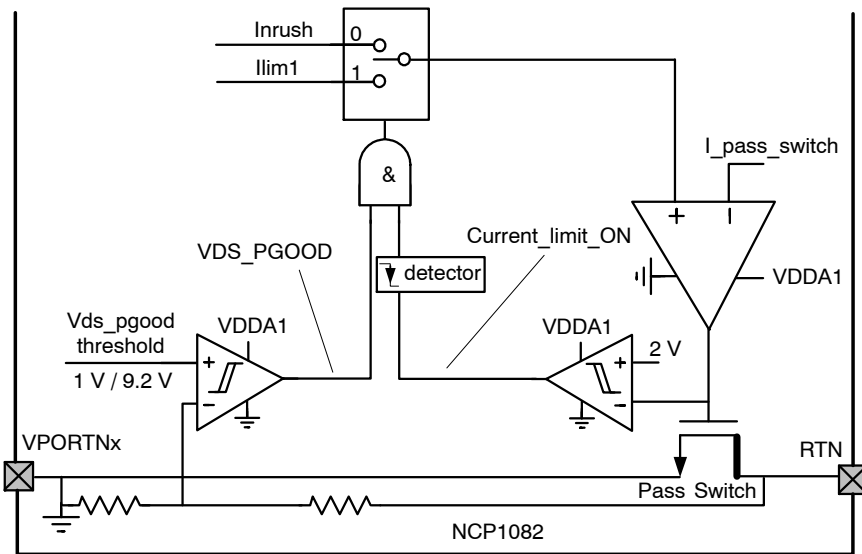 Inrush
0
Ilim1
1
I_pass_switch
&
+
–
VDS_PGOOD
Current_limit_ON
detector
VDDA1
Vds_pgood
threshold
1 V / 9.2 V
VDDA1
+
–
VDDA1
2 V
+
–
VPORTNx
RTN
Pass Switch
NCP1082